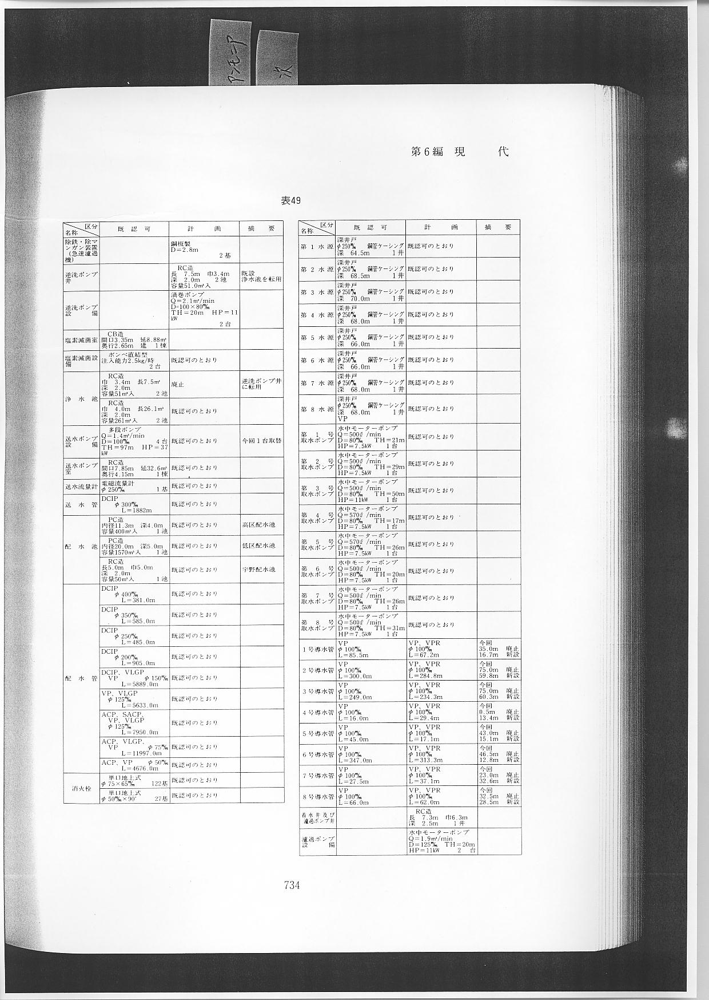 アンモニア
次
第6編 現 代
表49
区分
名称
既認可
計 画
摘 要
除鉄・除マ
ンガン装置
(急速濾過
機)
鋼板製
D=2.8m
2基
逆洗ポンプ
井
RC造
長 7.5m 巾3.4m
深 2.0m 2池
容量51.0㎥入
既設
浄水池を転用
逆洗ポンプ
設 備
渦巻ポンプ
Q=2.1㎥/min
D=100×80㎜
TH=20m HP=11
kW
2台
塩素滅菌室
CB造
間口3.35m 延8.88㎡
奥行2.65m 建 1棟
塩素滅菌設
備
ボンベ直結型
注入能力2.5kg/時
2台
既認可のとおり
浄 水 池
RC造
巾 3.4m 長7.5㎡
深 2.0m
容量51㎥入 2池
廃止
逆洗ポンプ井
に転用
RC造
巾 4.0m 長26.1㎡
深 2.0m
容量261㎥入 2池
既認可のとおり
送水ポンプ
設 備
多段ポンプ
Q=1.4㎥/min
D=100㎜ 4台
TH=97m HP=37
kW
既認可のとおり
今回1台取替
送水ポンプ
室
RC造
間口7.85m 延32.6㎡
奥行4.15m 1棟
既認可のとおり
送水流量計
電磁流量計
φ250㎜ 1基
既認可のとおり
送 水 管
DCIP
φ300㎜
L=1882m
既認可のとおり
配 水 池
PC造
内径11.3m 深4.0m
容量400㎥入 1池
既認可のとおり
高区配水池
PC造
内径20.0m 深5.0m
容量1570㎥入 1池
既認可のとおり
低区配水池
RC造
長5.0m 巾5.0m
深 2.0m
容量50㎥入 1池
既認可のとおり
宇野配水池
配 水 管
DCIP
φ400㎜
L=381.0m
既認可のとおり
DCIP
φ350㎜
L=585.0m
既認可のとおり
DCIP
φ250㎜
L=485.0m
既認可のとおり
DCIP
φ200㎜
L=905.0m
既認可のとおり
DCIP、VLGP
VP φ150㎜
L=5889.0m
既認可のとおり
VP、VLGP
φ125㎜
L=5633.0m
既認可のとおり
ACP、SACP、
VP、VLGP
φ125㎜
L=7950.0m
既認可のとおり
ACP、VLGP、
VP φ75㎜
L=11997.0m
既認可のとおり
ACP、VP φ50㎜
L=4676.0m
既認可のとおり
消火栓
単口地上式
φ75×65㎜ 122基
既認可のとおり
単口地上式
φ50㎜×90° 27基
既認可のとおり
区分
名称
既認可
計 画
摘 要
第1水源
深井戸
φ250㎜ 鋼管ケーシング
深 64.5m 1井
既認可のとおり
第2水源
深井戸
φ250㎜ 鋼管ケーシング
深 68.5m 1井
既認可のとおり
第3水源
深井戸
φ250㎜ 鋼管ケーシング
深 70.0m 1井
既認可のとおり
第4水源
深井戸
φ250㎜ 鋼管ケーシング
深 68.0m 1井
既認可のとおり
第5水源
深井戸
φ250㎜ 鋼管ケーシング
深 66.0m 1井
既認可のとおり
第6水源
深井戸
φ250㎜ 鋼管ケーシング
深 66.0m 1井
既認可のとおり
第7水源
深井戸
φ250㎜ 鋼管ケーシング
深 68.0m 1井
既認可のとおり
第8水源
深井戸
φ250㎜ 鋼管ケーシング
深 68.0m 1井
VP
既認可のとおり
第1号
取水ポンプ
水中モーターポンプ
Q=500ℓ/min
D=80㎜ TH=21m
HP=7.5kW 1台
既認可のとおり
第2号
取水ポンプ
水中モーターポンプ
Q=500ℓ/min
D=80㎜ TH=29m
HP=7.5kW 1台
既認可のとおり
第3号
取水ポンプ
水中モーターポンプ
Q=500ℓ/min
D=80㎜ TH=50m
HP=11kW 1台
既認可のとおり
第4号
取水ポンプ
水中モーターポンプ
Q=570ℓ/min
D=80㎜ TH=17m
HP=7.5kW 1台
既認可のとおり
第5号
取水ポンプ
水中モーターポンプ
Q=570ℓ/min
D=80㎜ TH=26m
HP=7.5kW 1台
既認可のとおり
第6号
取水ポンプ
水中モーターポンプ
Q=500ℓ/min
D=80㎜ TH=20m
HP=7.5kW 1台
既認可のとおり
第7号
取水ポンプ
水中モーターポンプ
Q=500ℓ/min
D=80㎜ TH=26m
HP=7.5kW 1台
既認可のとおり
第8号
取水ポンプ
水中モーターポンプ
Q=500ℓ/min
D=80㎜ TH=31m
HP=7.5kW 1台
既認可のとおり
1号導水管
VP
φ100㎜
L=85.5m
VP、VPR
φ100㎜
L=67.2m
今回
35.0m 廃止
16.7m 新設
2号導水管
VP
φ100㎜
L=300.0m
VP、VPR
φ100㎜
L=284.8m
今回
75.0m 廃止
59.8m 新設
3号導水管
VP
φ100㎜
L=249.0m
VP、VPR
φ100㎜
L=234.3m
今回
75.0m 廃止
60.3m 新設
4号導水管
VP
φ100㎜
L=16.0m
VP、VPR
φ100㎜
L=29.4m
今回
0.5m 廃止
13.4m 新設
5号導水管
VP
φ100㎜
L=45.0m
VP、VPR
φ100㎜
L=17.1m
今回
43.0m 廃止
15.1m 新設
6号導水管
VP
φ100㎜
L=347.0m
VP、VPR
φ100㎜
L=313.3m
今回
46.5m 廃止
12.8m 新設
7号導水管
VP
φ100㎜
L=27.5m
VP、VPR
φ100㎜
L=37.1m
今回
23.0m 廃止
32.6m 新設
8号導水管
VP
φ100㎜
L=66.0m
VP、VPR
φ100㎜
L=62.0m
今回
32.5m 廃止
28.5m 新設
着水井及び
濾過ポンプ井
RC造
長 7.3m 巾6.3m
深 2.5m 1井
濾過ポンプ
設 備
水中モーターポンプ
Q=1.9㎥/min
D=125㎜ TH=20m
HP=11kW 2 台
734